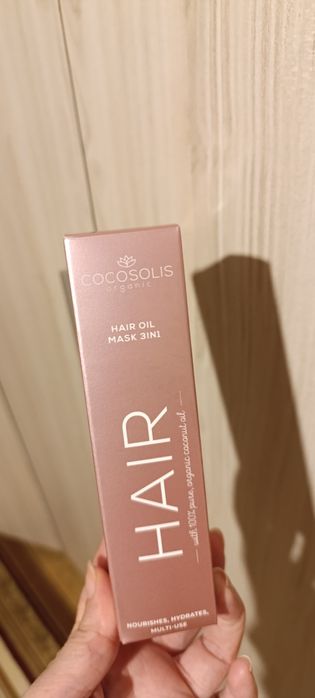 COCOSOLIS
organic
HAIR OIL
MASK 3IN1
HAIR
with 100% pure, organic coconut oil
NOURISHES, HYDRATES,
MULTI-USE